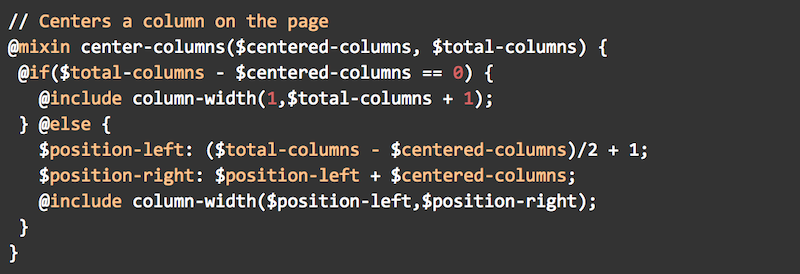 // Centers a column on the page
@mixin center-columns($centered-columns, $total-columns) {
@if($total-columns - $centered-columns == 0) {
@include column-width(1,$total-columns + 1);
} @else {
$position-left: ($total-columns - $centered-columns)/2 + 1;
$position-right: $position-left + $centered-columns;
@include column-width($position-left,$position-right);
}
}